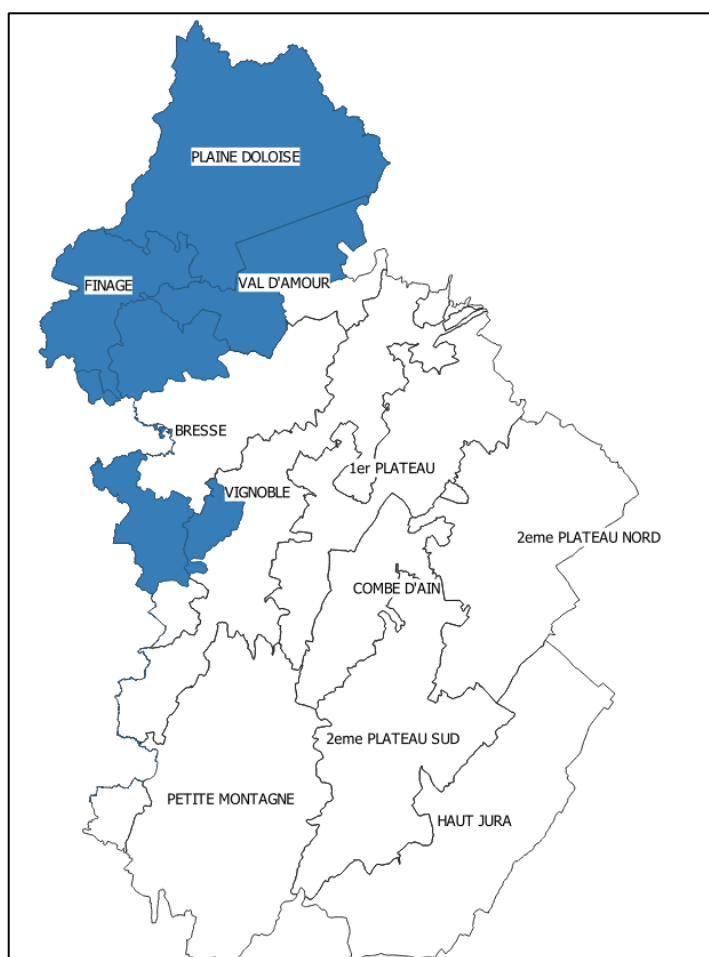 PLAINE DOLOISE
FINAGE
VAL D'AMOUR
BRESSE
1er PLATEAU
VIGNOBLE
2eme PLATEAU NORD
COMBE D'AIN
2eme PLATEAU SUD
PETITE MONTAGNE
HAUT JURA